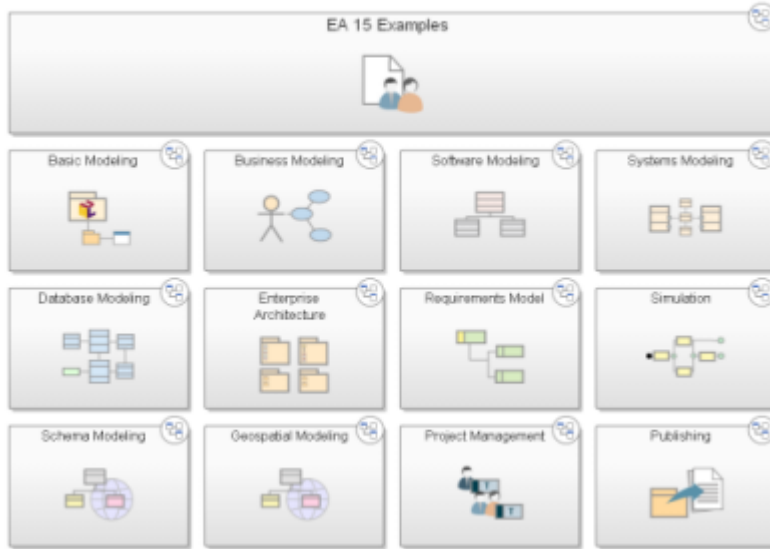 EA 15 Examples
Basic Modeling
Business Modeling
Software Modeling
Systems Modeling
Database Modeling
Enterprise
Architecture
Requirements Model
Simulation
Schema Modeling
Geospatial Modeling
Project Management
Publishing